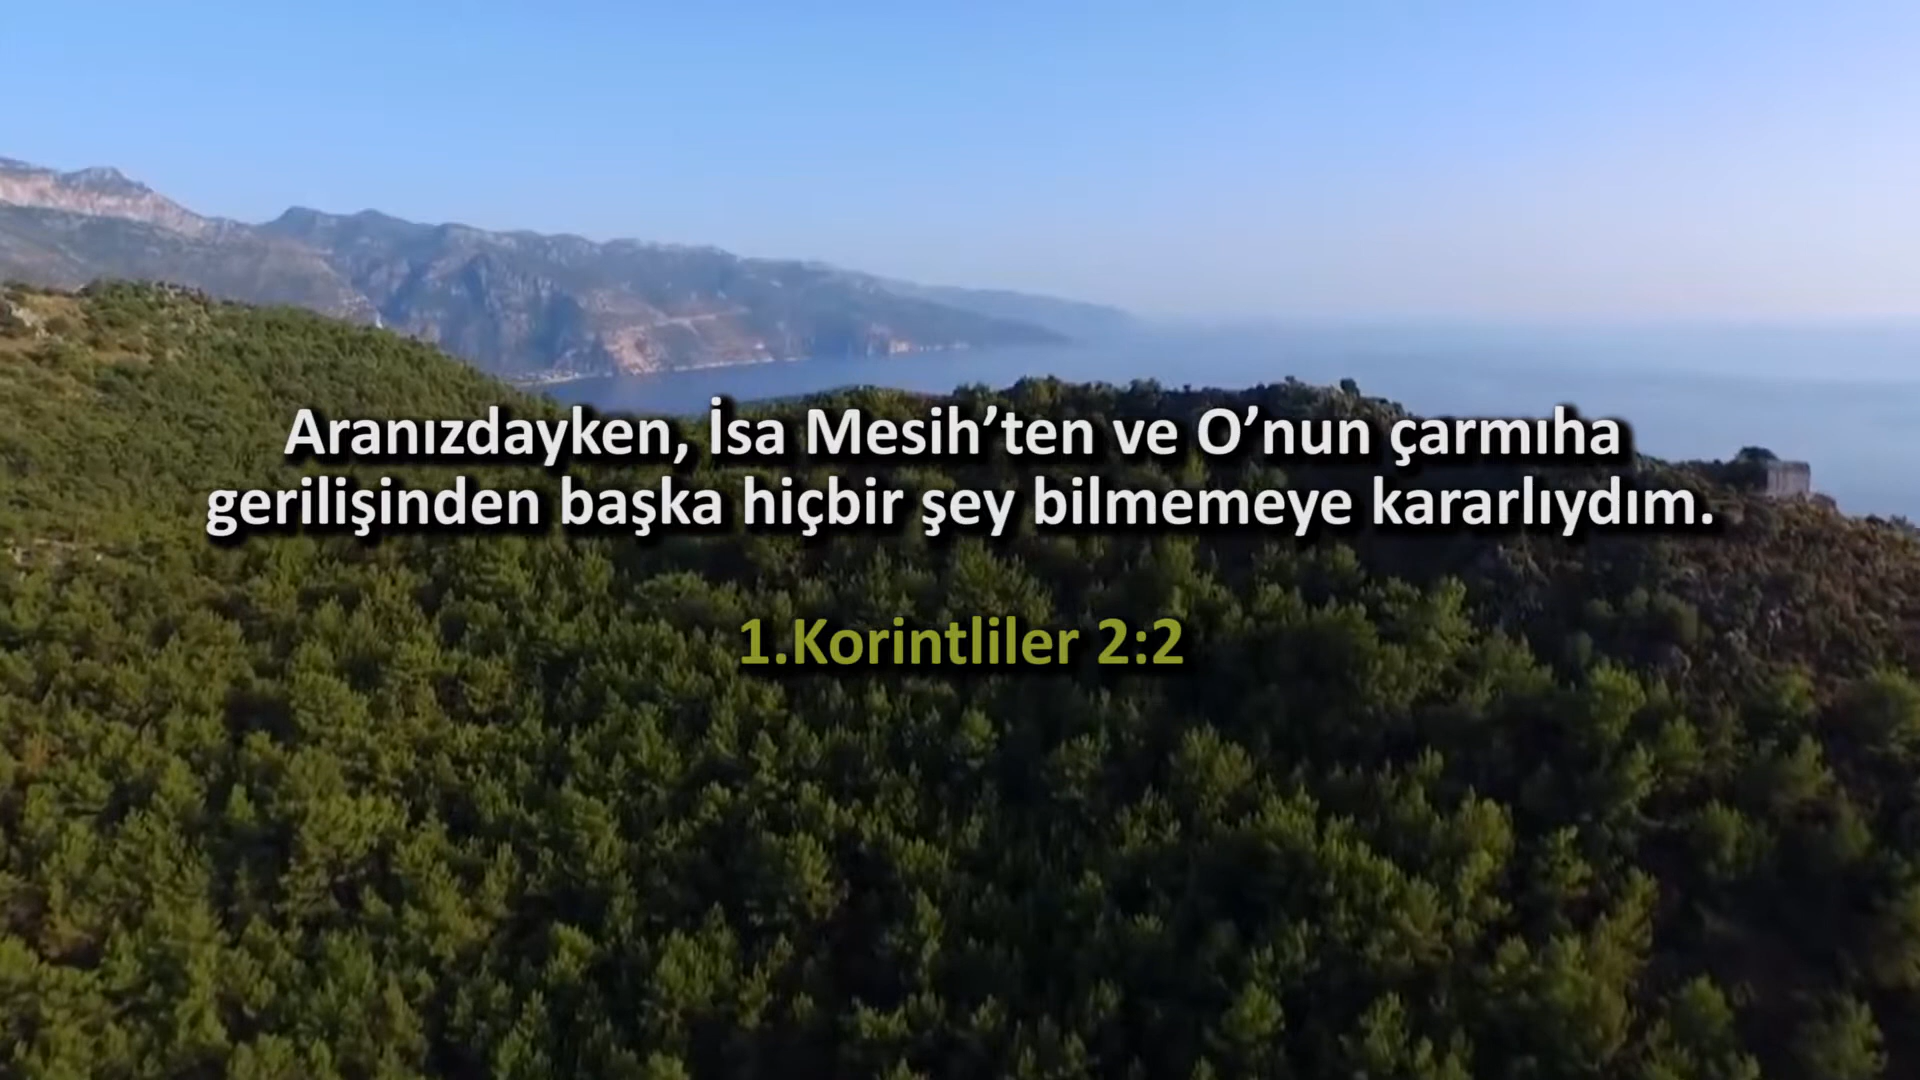 Aranızdayken, İsa Mesih’ten ve O’nun çarmıha
gerilişinden başka hiçbir şey bilmemeye kararlıydım.
1.Korintliler 2:2